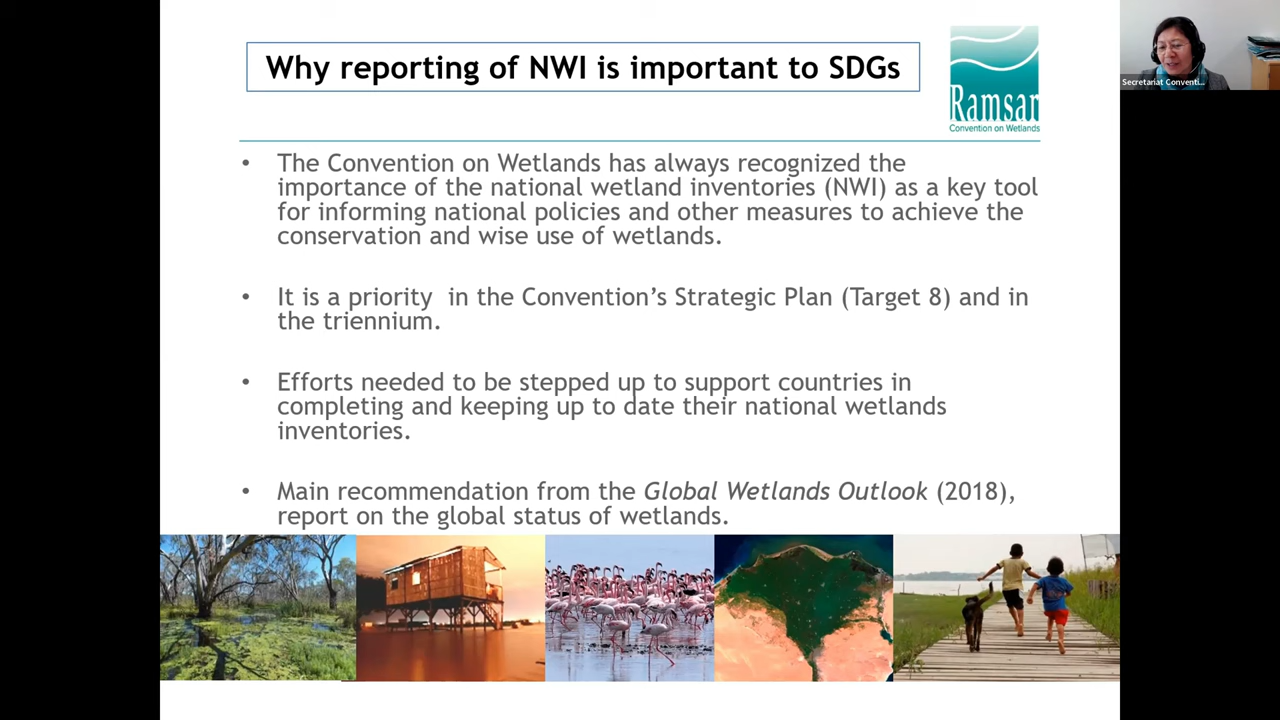 Why reporting of NWI is important to SDGs
Ramsar
Convention on Wetlands
Secretariat Conventi...
• The Convention on Wetlands has always recognized the
importance of the national wetland inventories (NWI) as a key tool
for informing national policies and other measures to achieve the
conservation and wise use of wetlands.
• It is a priority  in the Convention’s Strategic Plan (Target 8) and in
the triennium.
• Efforts needed to be stepped up to support countries in
completing and keeping up to date their national wetlands
inventories.
• Main recommendation from the Global Wetlands Outlook (2018),
report on the global status of wetlands.